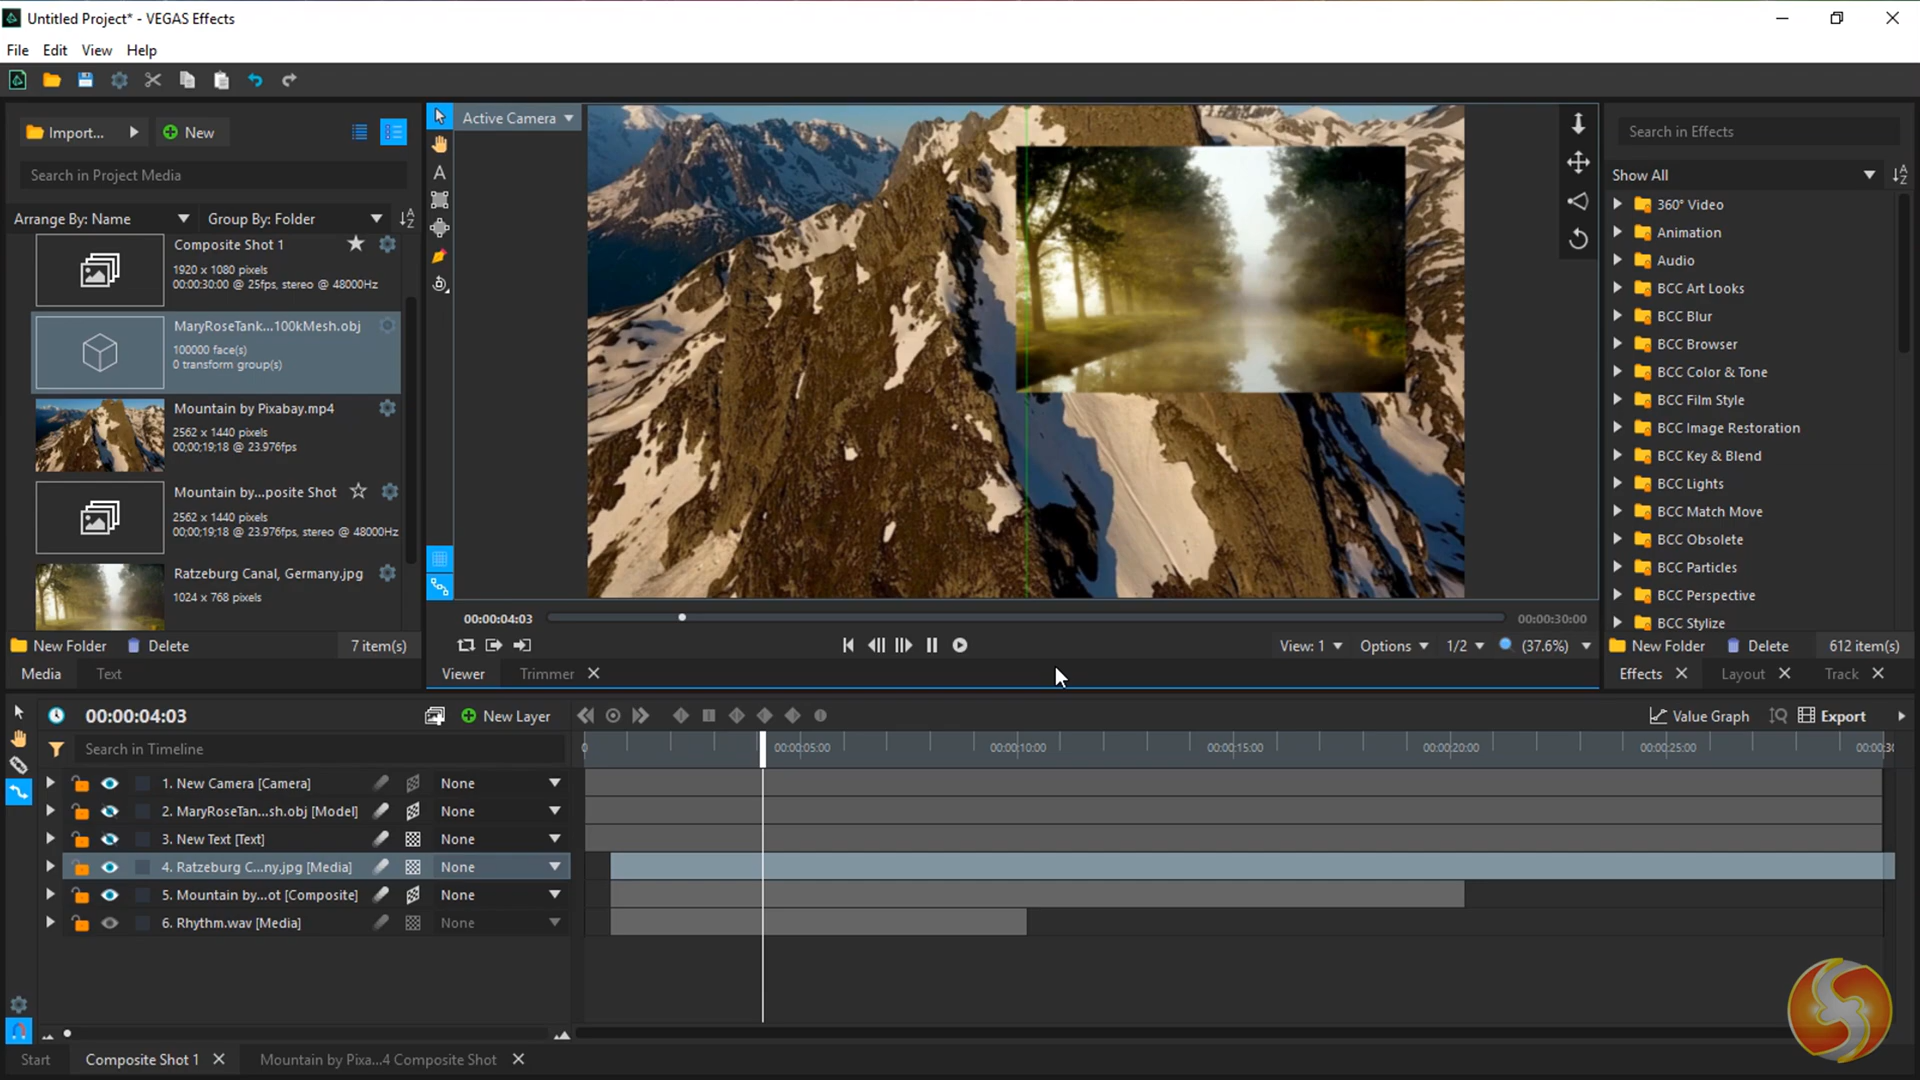 Untitled Project* - VEGAS Effects
File Edit View Help
Import... New
Search in Project Media
Arrange By: Name Group By: Folder
Composite Shot 1
1920 x 1080 pixels
00:00:30:00 @ 25fps, stereo @ 48000Hz
MaryRoseTank...100kMesh.obj
100000 face(s)
0 transform group(s)
Mountain by Pixabay.mp4
2562 x 1440 pixels
00;00;19;18 @ 23.976fps
Mountain by...posite Shot
2562 x 1440 pixels
00;00;19;18 @ 23.976fps, stereo @ 48000Hz
Ratzeburg Canal, Germany.jpg
1024 x 768 pixels
New Folder Delete 7 item(s)
Media Text
Active Camera
A
00:00:04:03 00:00:30:00
View: 1 Options 1/2 (37.6%)
Viewer Trimmer
Search in Effects
Show All
360° Video
Animation
Audio
BCC Art Looks
BCC Blur
BCC Browser
BCC Color & Tone
BCC Film Style
BCC Image Restoration
BCC Key & Blend
BCC Lights
BCC Match Move
BCC Obsolete
BCC Particles
BCC Perspective
BCC Stylize
New Folder Delete 612 item(s)
Effects Layout Track
00:00:04:03 New Layer Value Graph Export
Search in Timeline
0 00:00:05:00 00:00:10:00 00:00:15:00 00:00:20:00 00:00:25:00 00:00:30
1. New Camera [Camera] None
2. MaryRoseTan...sh.obj [Model] None
3. New Text [Text] None
4. Ratzeburg C...ny.jpg [Media] None
5. Mountain by...ot [Composite] None
6. Rhythm.wav [Media] None
Start Composite Shot 1 Mountain by Pixa...4 Composite Shot